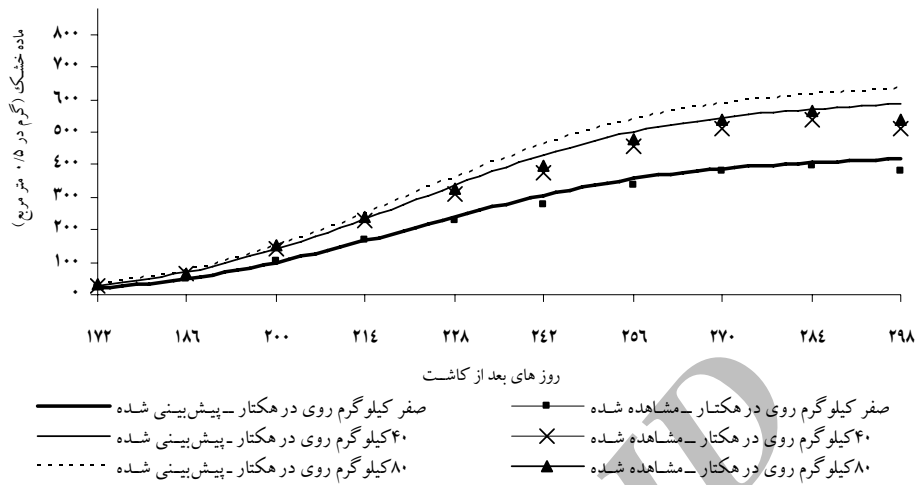 ماده خشک (گرم در ۰/۵ متر مربع)
۸۰۰
۷۰۰
۶۰۰
۵۰۰
۴۰۰
۳۰۰
۲۰۰
۱۰۰
۰
۱۷۲ ۱۸۶ ۲۰۰ ۲۱۴ ۲۲۸ ۲۴۲ ۲۵۶ ۲۷۰ ۲۸۴ ۲۹۸
روز های بعد از کاشت
صفر کیلوگرم روی در هکتار - مشاهده شده
صفر کیلوگرم روی در هکتار - پیش‌بینی شده
۴۰کیلوگرم روی در هکتار - مشاهده شده
۴۰کیلوگرم روی در هکتار - پیش‌بینی شده
۸۰کیلوگرم روی در هکتار - مشاهده شده
۸۰کیلوگرم روی در هکتار - پیش‌بینی شده